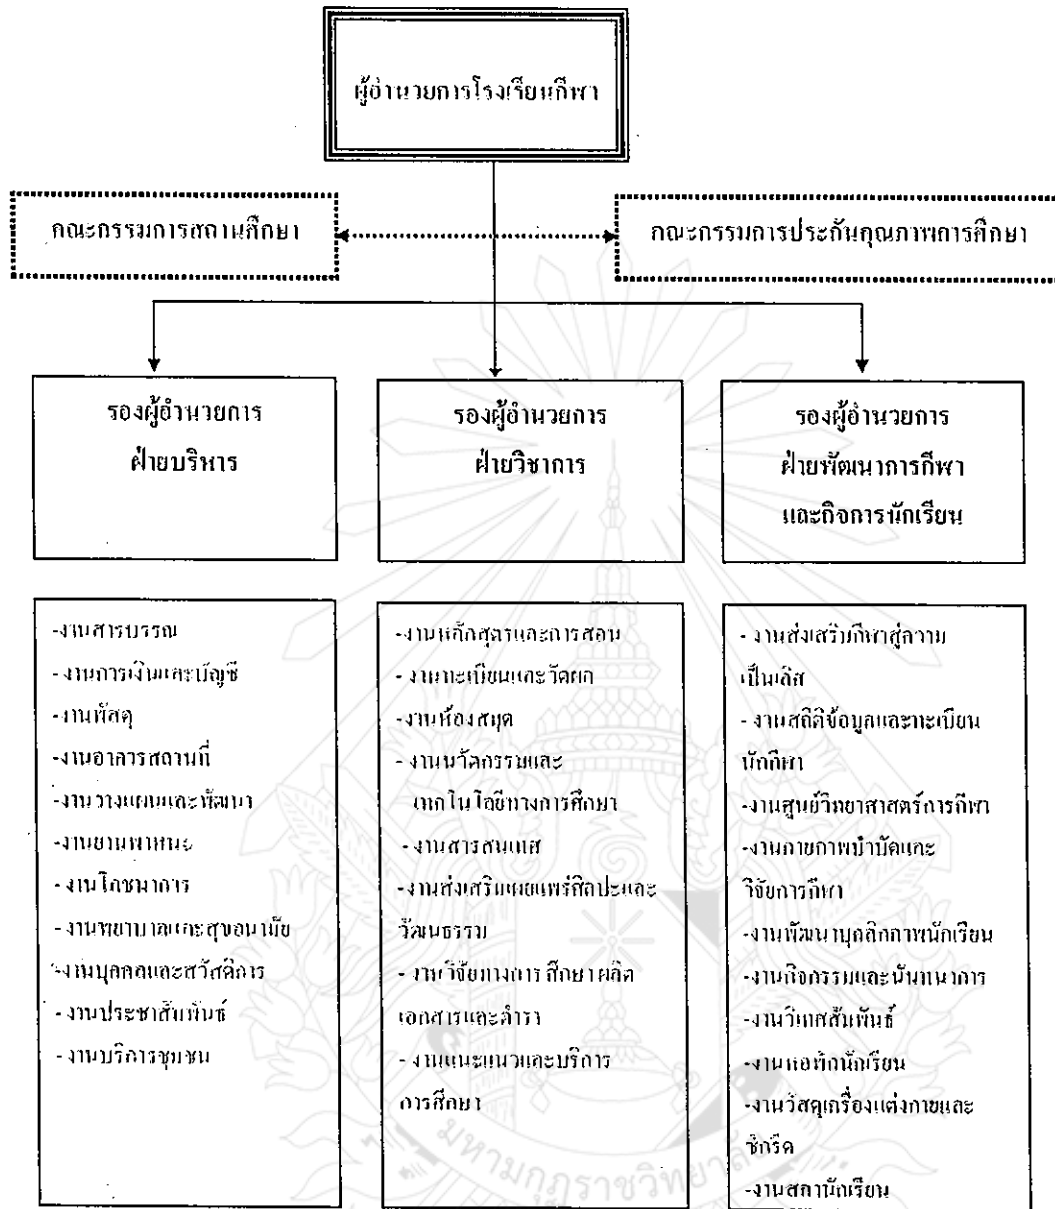 ผู้อำนวยการโรงเรียนกีฬา
คณะกรรมการสถานศึกษา
คณะกรรมการประกันคุณภาพการศึกษา
รองผู้อำนวยการ
ฝ่ายบริหาร
รองผู้อำนวยการ
ฝ่ายวิชาการ
รองผู้อำนวยการ
ฝ่ายพัฒนาการกีฬา
และกิจการนักเรียน
-งานสารบรรณ
-งานการเงินและบัญชี
-งานพัสดุ
-งานอาคารสถานที่
-งานวางแผนและพัฒนา
-งานยานพาหนะ
-งานโภชนาการ
-งานพยาบาลและสุขอนามัย
-งานบุคคลและสวัสดิการ
-งานประชาสัมพันธ์
-งานบริการชุมชน
-งานหลักสูตรและการสอน
-งานทะเบียนและวัดผล
-งานห้องสมุด
-งานนวัตกรรมและ
เทคโนโลยีทางการศึกษา
-งานสารสนเทศ
-งานส่งเสริมเผยแพร่ศิลปะและ
วัฒนธรรม
-งานวิจัยทางการศึกษาผลิต
เอกสารและตำรา
-งานแนะแนวและบริการ
การศึกษา
- งานส่งเสริมกีฬาสู่ความ
เป็นเลิส
- งานสถิติข้อมูลและทะเบียน
นักกีฬา
-งานศูนย์วิทยาสาสตร์การกีฬา
-งานกายภาพบำบัดและ
วิจัยการกีฬา
-งานพัฒนาบุคลิกภาพนักเรียน
-งานกิจกรรมและนันทนาการ
-งานวิเทศสัมพันธ์
-งานหอพักนักเรียน
-งานวัสดุเครื่องแต่งกายและ
ซักรีด
-งานสภานักเรียน
มหามกุฏราชวิทยาลัย